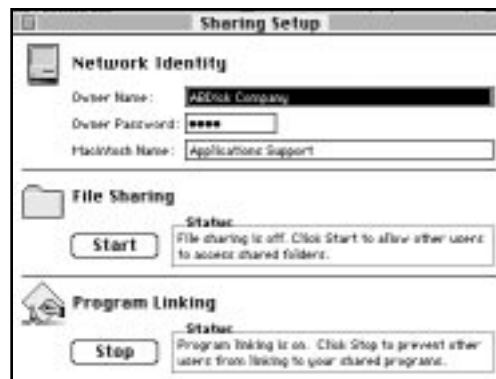 Sharing Setup
Network Identity
Owner Name: ABDisk Company
Owner Password: ••••
Macintosh Name: Applications Support
File Sharing
Status
Start
File sharing is off. Click Start to allow other users
to access shared folders.
Program Linking
Status
Stop
Program linking is on. Click Stop to prevent other
users from linking to your shared programs.